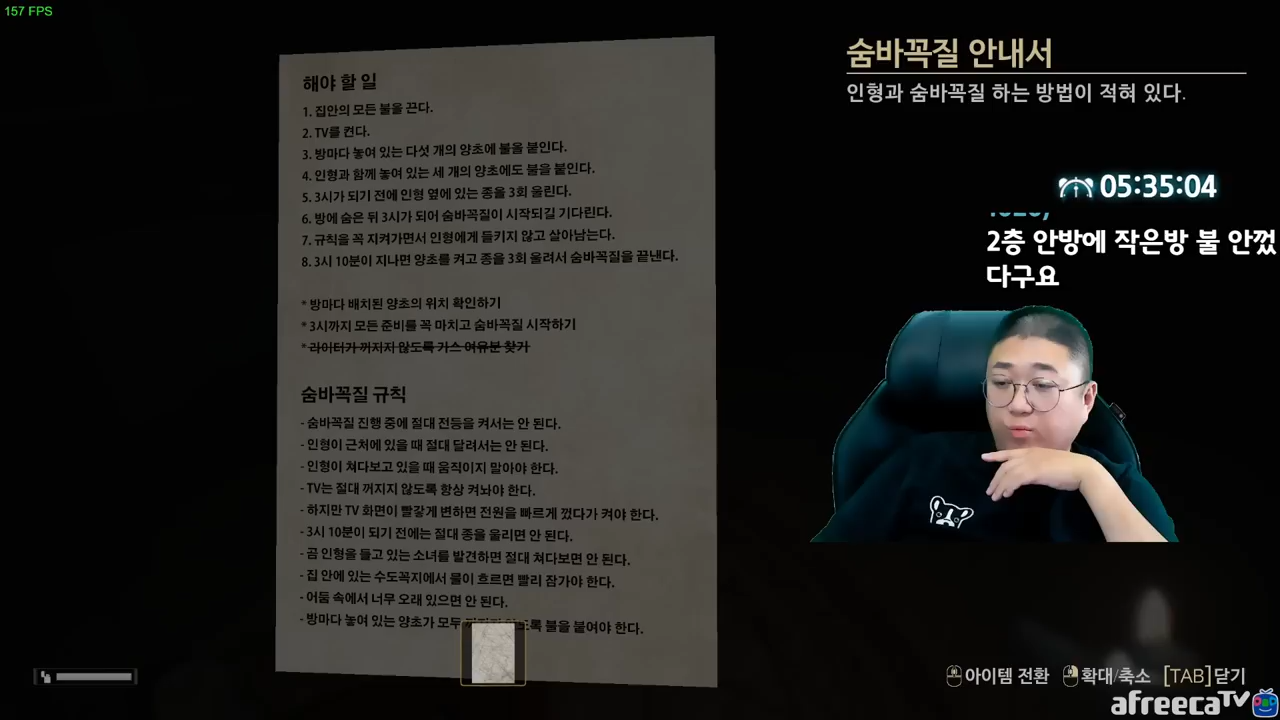 157 FPS
해야 할 일
1. 집안의 모든 불을 끈다.
2. TV를 켠다.
3. 방마다 놓여 있는 다섯 개의 양초에 불을 붙인다.
4. 인형과 함께 놓여 있는 세 개의 양초에도 불을 붙인다.
5. 3시가 되기 전에 인형 옆에 있는 종을 3회 울린다.
6. 방에 숨은 뒤 3시가 되어 숨바꼭질이 시작되길 기다린다.
7. 규칙을 꼭 지켜가면서 인형에게 들키지 않고 살아남는다.
8. 3시 10분이 지나면 양초를 켜고 종을 3회 울려서 숨바꼭질을 끝낸다.
* 방마다 배치된 양초의 위치 확인하기
* 3시까지 모든 준비를 꼭 마치고 숨바꼭질 시작하기
* 라이터가 꺼지지 않도록 가스 여유분 찾기
숨바꼭질 규칙
- 숨바꼭질 진행 중에 절대 전등을 켜서는 안 된다.
- 인형이 근처에 있을 때 절대 달려서는 안 된다.
- 인형이 쳐다보고 있을 때 움직이지 말아야 한다.
- TV는 절대 꺼지지 않도록 항상 켜놔야 한다.
- 하지만 TV 화면이 빨갛게 변하면 전원을 빠르게 껐다가 켜야 한다.
- 3시 10분이 되기 전에는 절대 종을 울리면 안 된다.
- 곰 인형을 들고 있는 소녀를 발견하면 절대 쳐다보면 안 된다.
- 집 안에 있는 수도꼭지에서 물이 흐르면 빨리 잠가야 한다.
- 어둠 속에서 너무 오래 있으면 안 된다.
- 방마다 놓여 있는 양초가 모두 불을 붙여야 한다.
숨바꼭질 안내서
인형과 숨바꼭질 하는 방법이 적혀 있다.
05:35:04
2층 안방에 작은방 불 안껐
다구요
아이템 전환 확대/축소 [TAB]닫기
afreecaTV